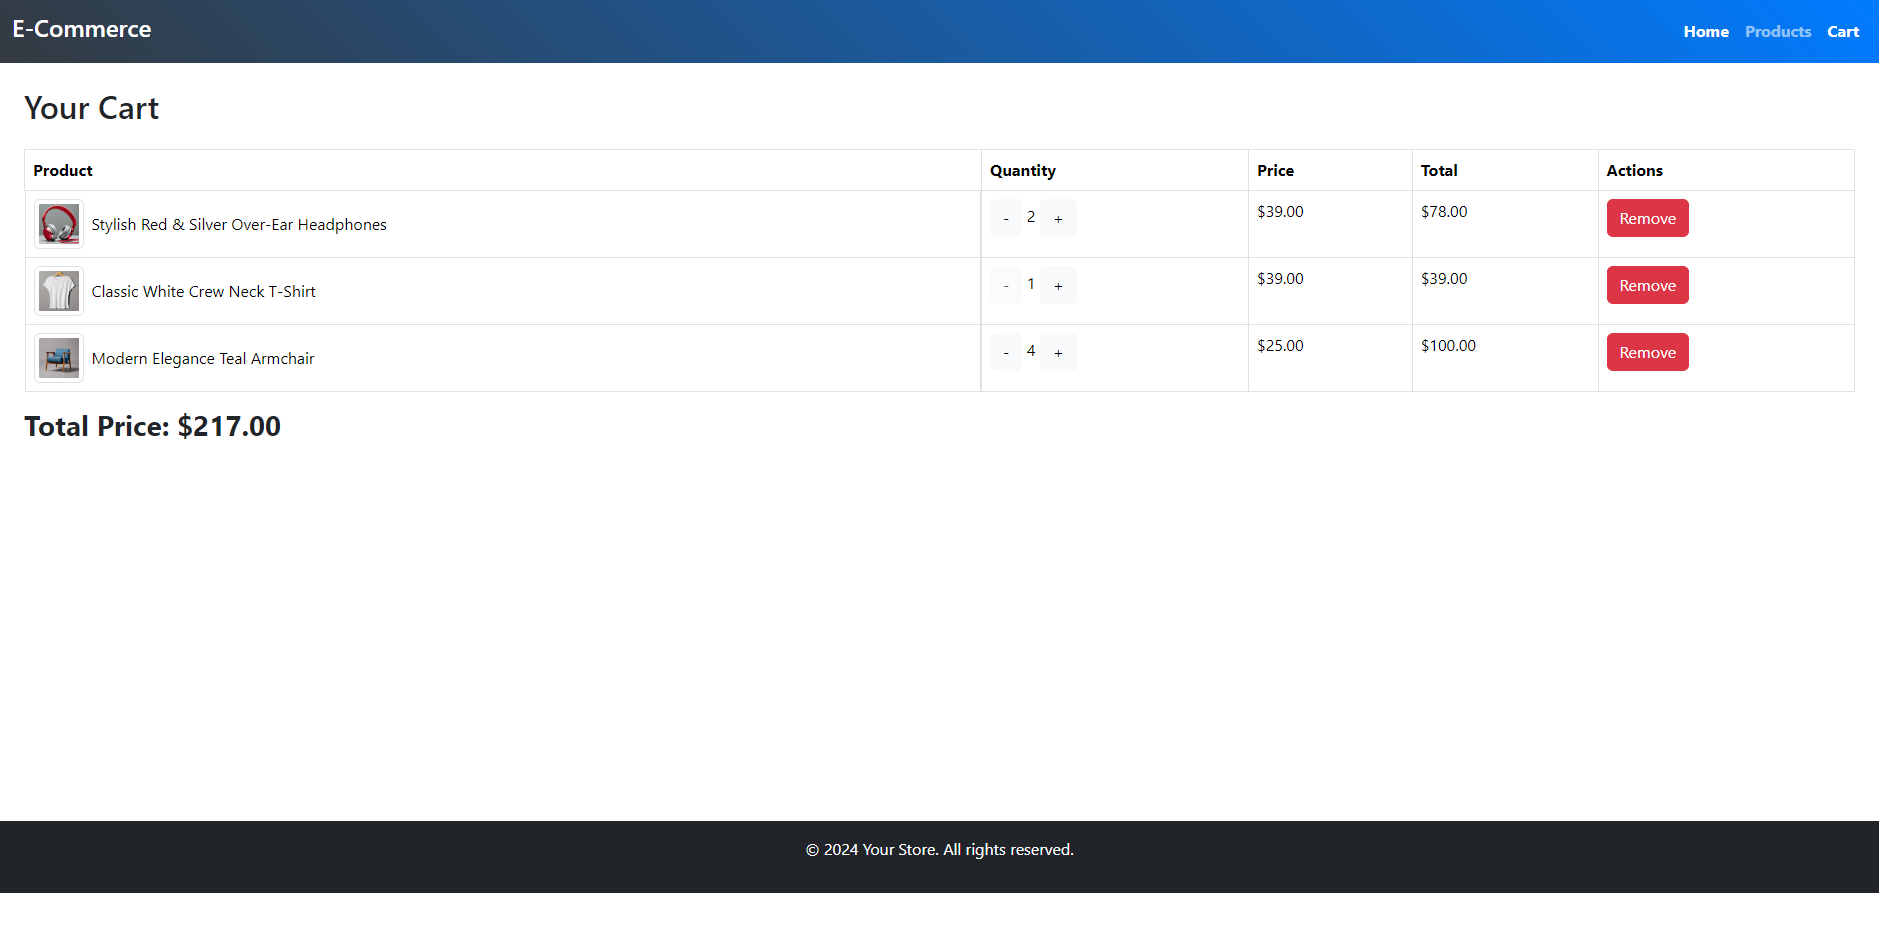 E-Commerce
Home Products Cart
Your Cart
Product Quantity Price Total Actions
Stylish Red & Silver Over-Ear Headphones - 2 + $39.00 $78.00 Remove
Classic White Crew Neck T-Shirt - 1 + $39.00 $39.00 Remove
Modern Elegance Teal Armchair - 4 + $25.00 $100.00 Remove
Total Price: $217.00
© 2024 Your Store. All rights reserved.